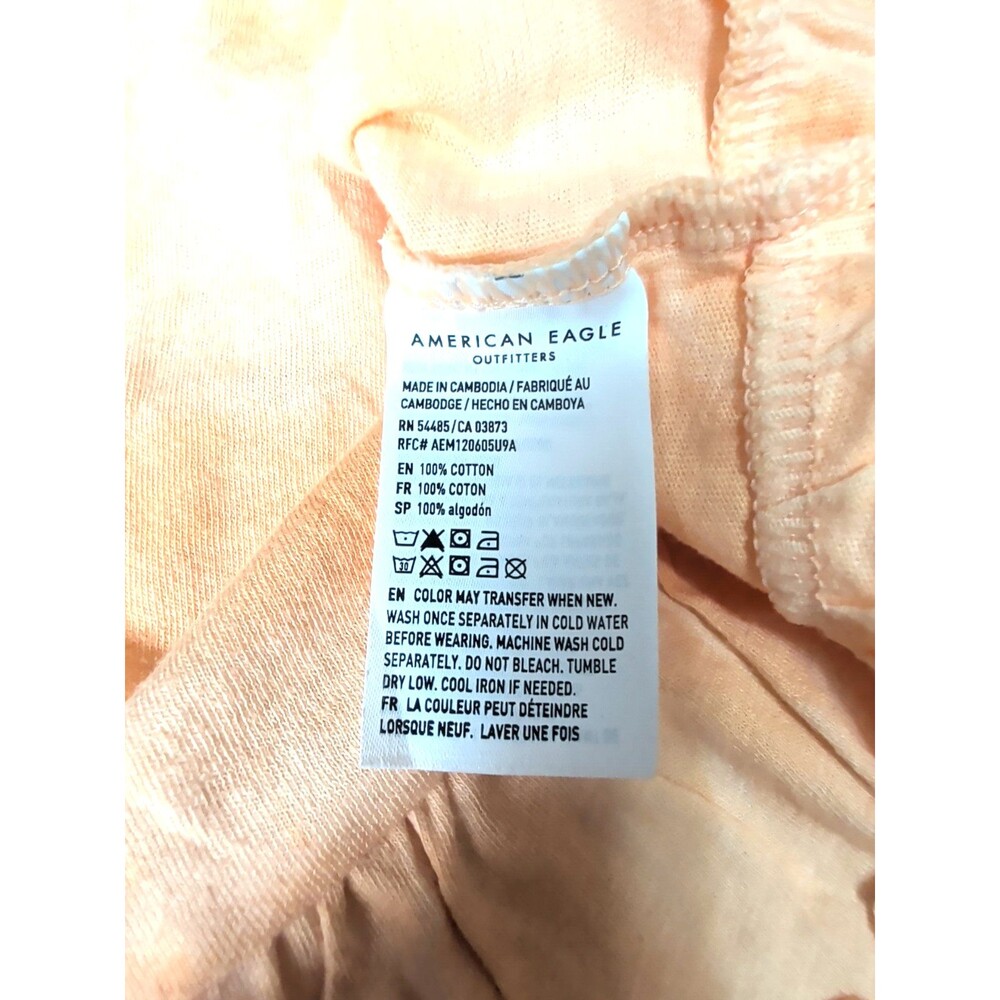 AMERICAN EAGLE
OUTFITTERS
MADE IN CAMBODIA / FABRIQUÉ AU
CAMBODGE / HECHO EN CAMBOYA
RN 54485/CA 03873
RFC# AEM120605U9A
EN 100% COTTON
FR 100% COTON
SP 100% algodón
30
EN COLOR MAY TRANSFER WHEN NEW.
WASH ONCE SEPARATELY IN COLD WATER
BEFORE WEARING. MACHINE WASH COLD
SEPARATELY. DO NOT BLEACH. TUMBLE
DRY LOW. COOL IRON IF NEEDED.
FR LA COULEUR PEUT DÉTEINDRE
LORSQUE NEUF. LAVER UNE FOIS